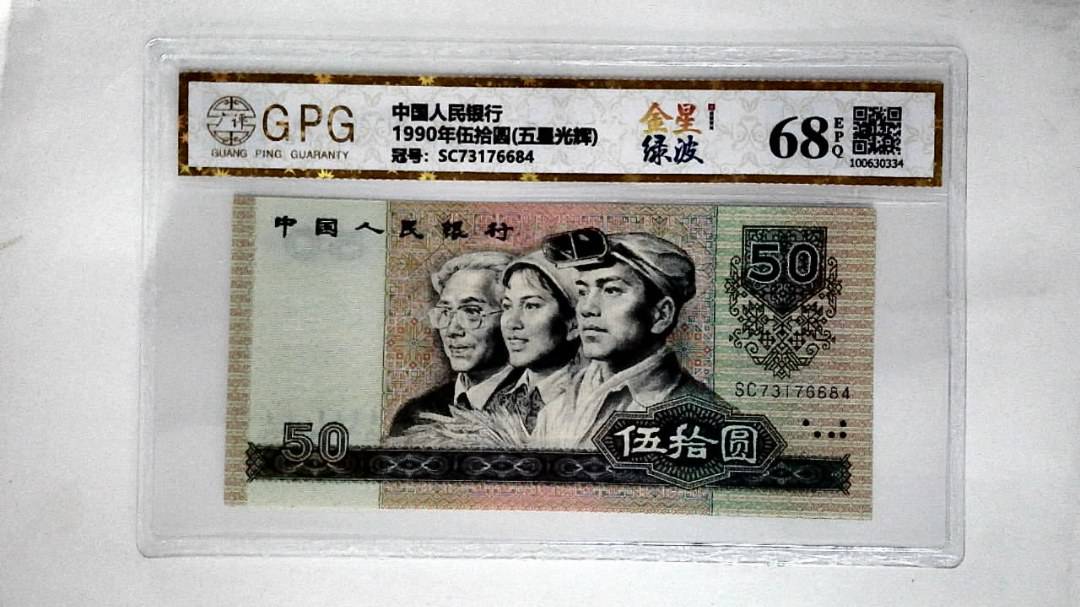 GPG
GUANG PING GUARANTY
中国人民银行
1990年伍拾圆(五星光辉)
冠号: SC73176684
金星
绿波
68
EPQ
100630334
中国人民银行
50
SC73176684
50
伍拾圆